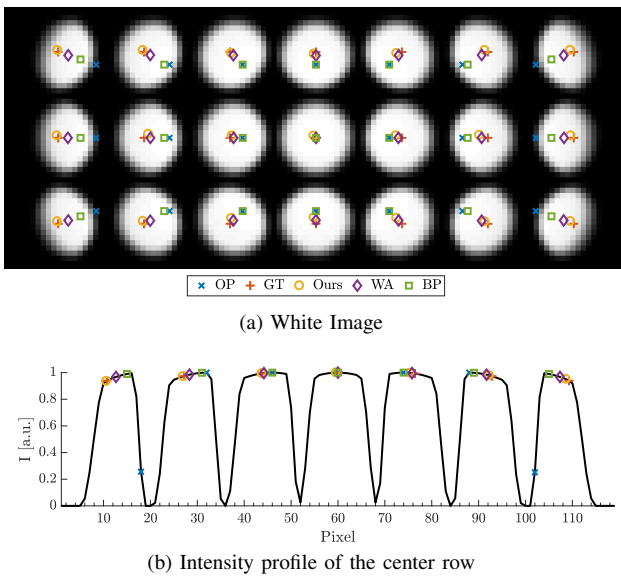 OP GT Ours WA BP
(a) White Image
1
0.8
0.6
0.4
0.2
0
I [a.u.]
10 20 30 40 50 60 70 80 90 100 110
Pixel
(b) Intensity profile of the center row